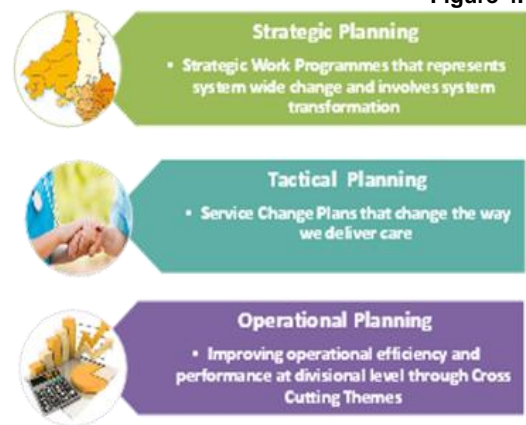 Strategic Planning
▪ Strategic Work Programmes that represents
system wide change and involves system
transformation
Tactical Planning
▪ Service Change Plans that change the way
we deliver care
Operational Planning
▪ Improving operational efficiency and
performance at divisional level through Cross
Cutting Themes